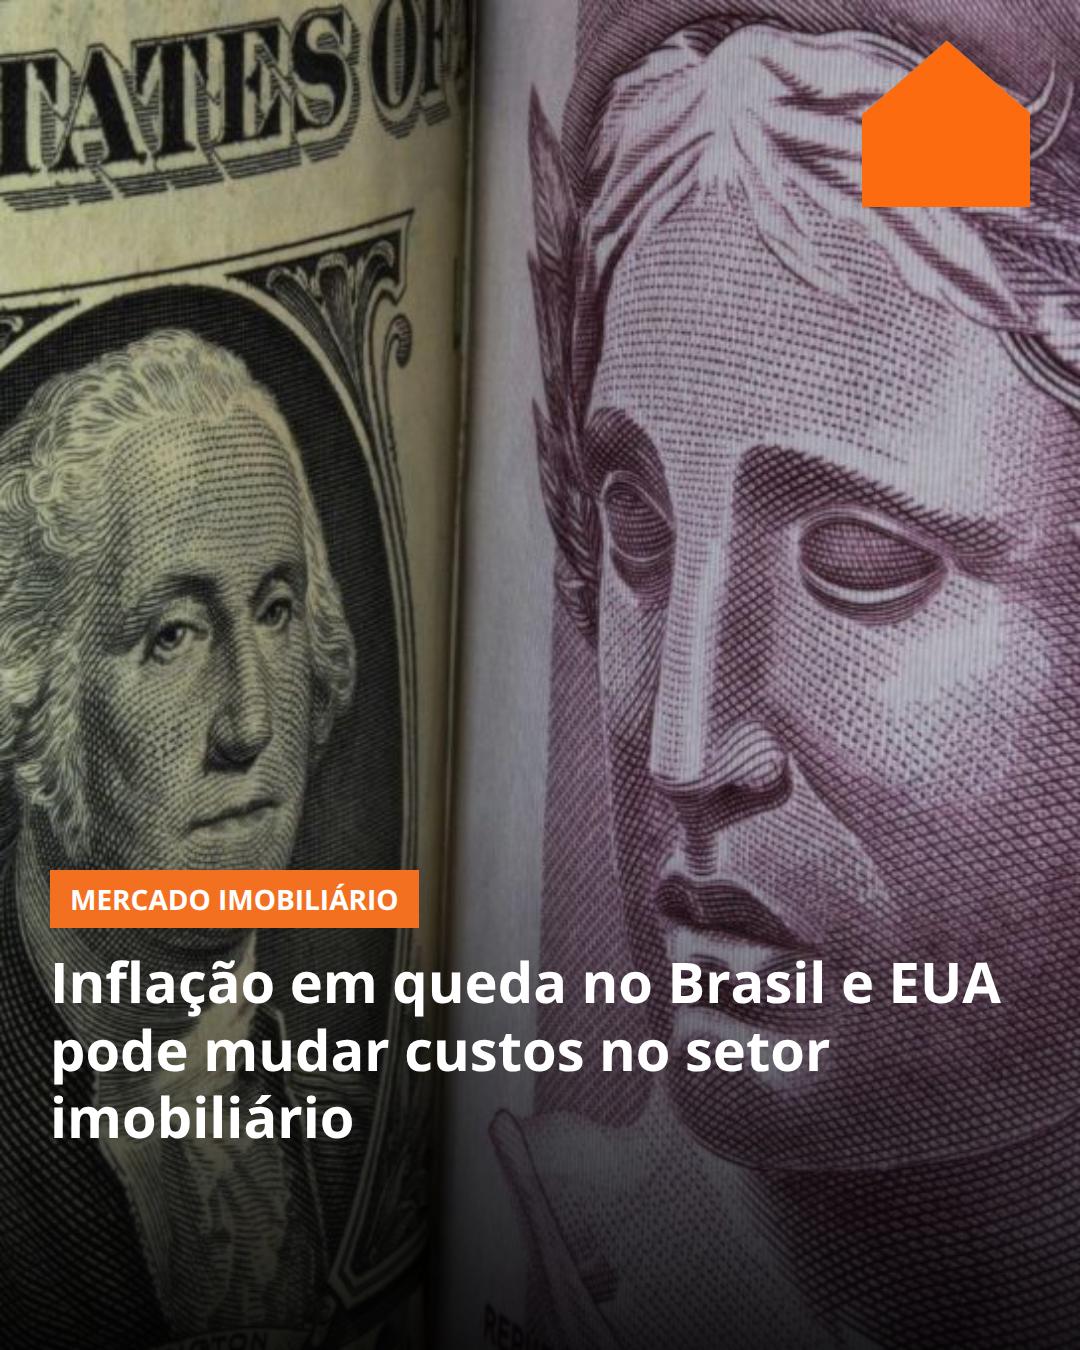 TATES OF
MERCADO IMOBILIÁRIO
Inflação em queda no Brasil e EUA
pode mudar custos no setor
imobiliário